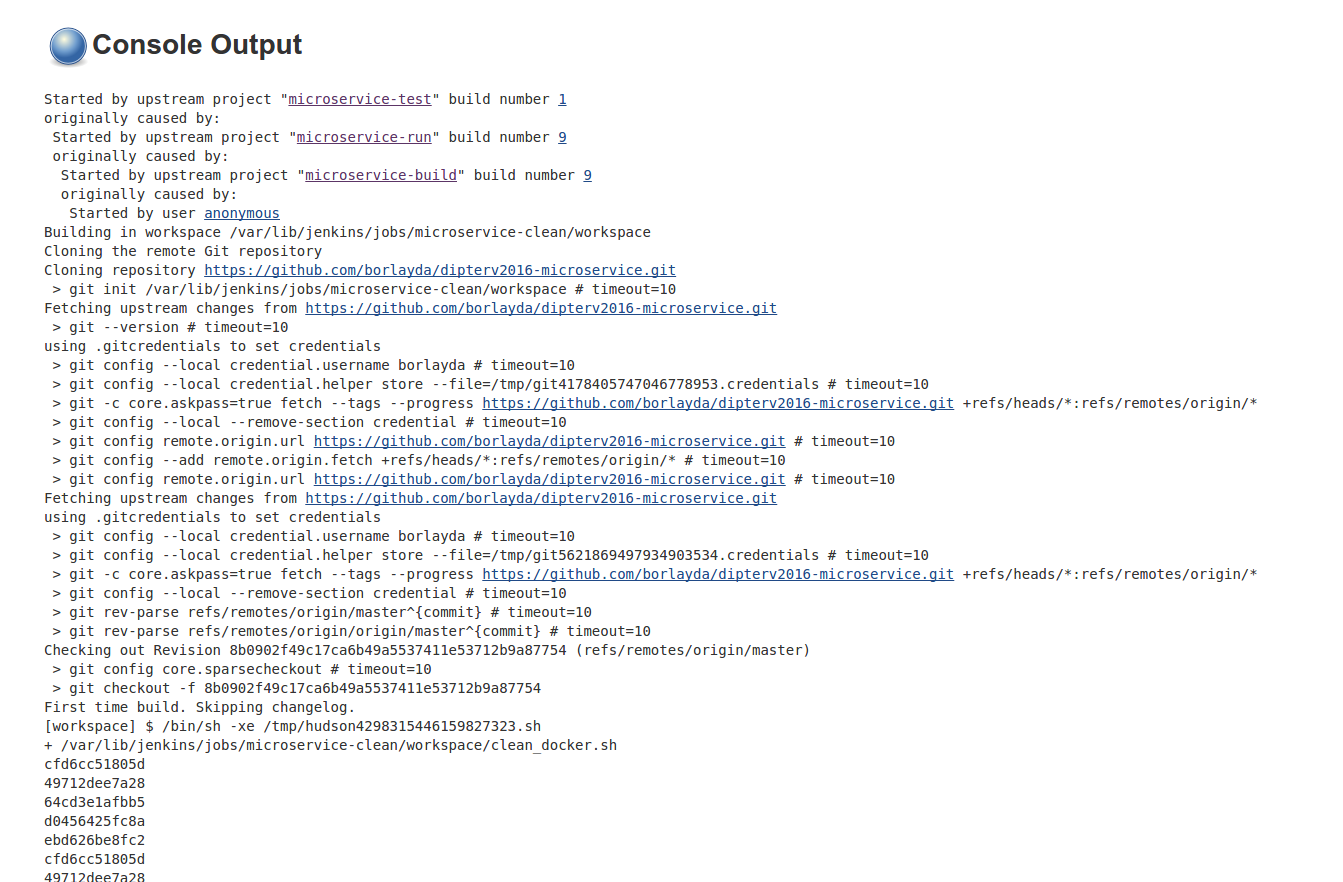 Console Output
Started by upstream project "microservice-test" build number 1
originally caused by:
 Started by upstream project "microservice-run" build number 9
 originally caused by:
  Started by upstream project "microservice-build" build number 9
  originally caused by:
   Started by user anonymous
Building in workspace /var/lib/jenkins/jobs/microservice-clean/workspace
Cloning the remote Git repository
Cloning repository https://github.com/borlayda/dipterv2016-microservice.git
 > git init /var/lib/jenkins/jobs/microservice-clean/workspace # timeout=10
Fetching upstream changes from https://github.com/borlayda/dipterv2016-microservice.git
 > git --version # timeout=10
using .gitcredentials to set credentials
 > git config --local credential.username borlayda # timeout=10
 > git config --local credential.helper store --file=/tmp/git4178405747046778953.credentials # timeout=10
 > git -c core.askpass=true fetch --tags --progress https://github.com/borlayda/dipterv2016-microservice.git +refs/heads/*:refs/remotes/origin/*
 > git config --local --remove-section credential # timeout=10
 > git config remote.origin.url https://github.com/borlayda/dipterv2016-microservice.git # timeout=10
 > git config --add remote.origin.fetch +refs/heads/*:refs/remotes/origin/* # timeout=10
 > git config remote.origin.url https://github.com/borlayda/dipterv2016-microservice.git # timeout=10
Fetching upstream changes from https://github.com/borlayda/dipterv2016-microservice.git
using .gitcredentials to set credentials
 > git config --local credential.username borlayda # timeout=10
 > git config --local credential.helper store --file=/tmp/git5621869497934903534.credentials # timeout=10
 > git -c core.askpass=true fetch --tags --progress https://github.com/borlayda/dipterv2016-microservice.git +refs/heads/*:refs/remotes/origin/*
 > git config --local --remove-section credential # timeout=10
 > git rev-parse refs/remotes/origin/master^{commit} # timeout=10
 > git rev-parse refs/remotes/origin/origin/master^{commit} # timeout=10
Checking out Revision 8b0902f49c17ca6b49a5537411e53712b9a87754 (refs/remotes/origin/master)
 > git config core.sparsecheckout # timeout=10
 > git checkout -f 8b0902f49c17ca6b49a5537411e53712b9a87754
First time build. Skipping changelog.
[workspace] $ /bin/sh -xe /tmp/hudson4298315446159827323.sh
+ /var/lib/jenkins/jobs/microservice-clean/workspace/clean_docker.sh
cfd6cc51805d
49712dee7a28
64cd3e1afbb5
d0456425fc8a
ebd626be8fc2
cfd6cc51805d
49712dee7a28